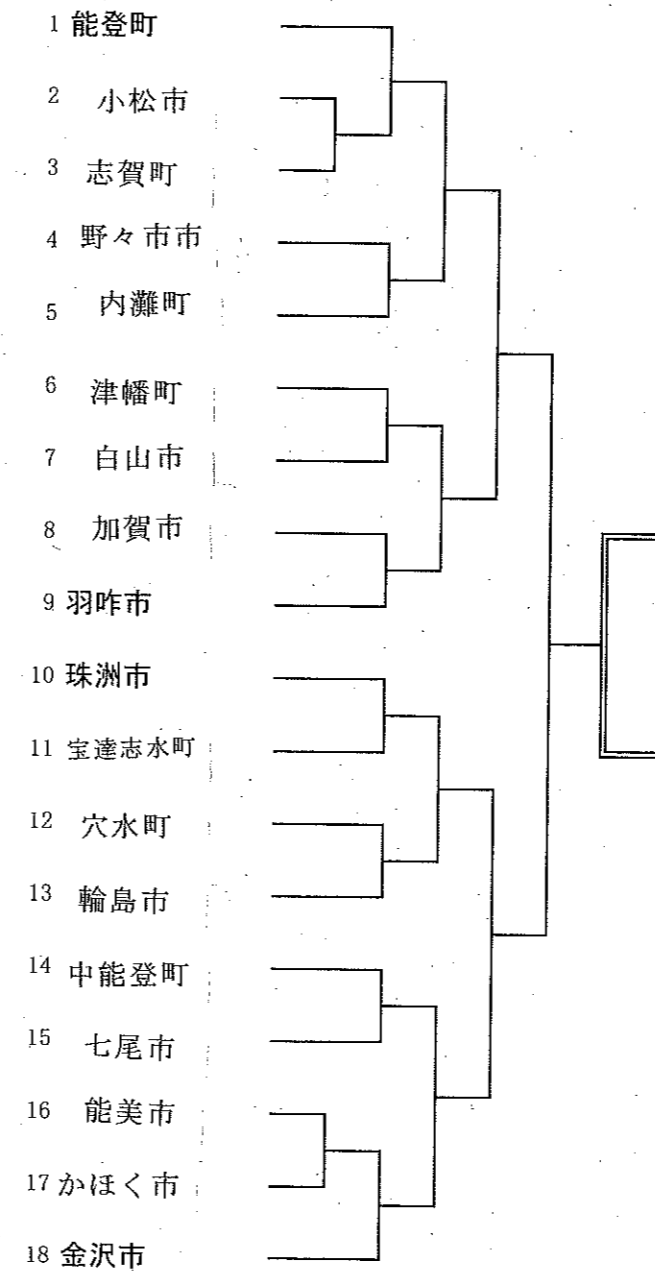 1 能登町
2 小松市
3 志賀町
4 野々市市
5 内灘町
6 津幡町
7 白山市
8 加賀市
9 羽咋市
10 珠洲市
11 宝達志水町
12 穴水町
13 輪島市
14 中能登町
15 七尾市
16 能美市
17 かほく市
18 金沢市